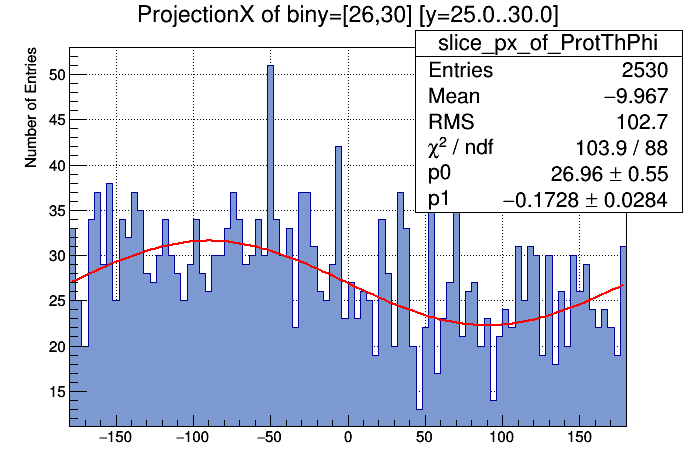 ProjectionX of biny=[26,30] [y=25.0..30.0]
slice_px_of_ProtThPhi
Entries 2530
Mean −9.967
RMS 102.7
χ² / ndf 103.9 / 88
p0 26.96 ± 0.55
p1 −0.1728 ± 0.0284
Number of Entries
50
45
40
35
30
25
20
15
−150 −100 −50 0 50 100 150